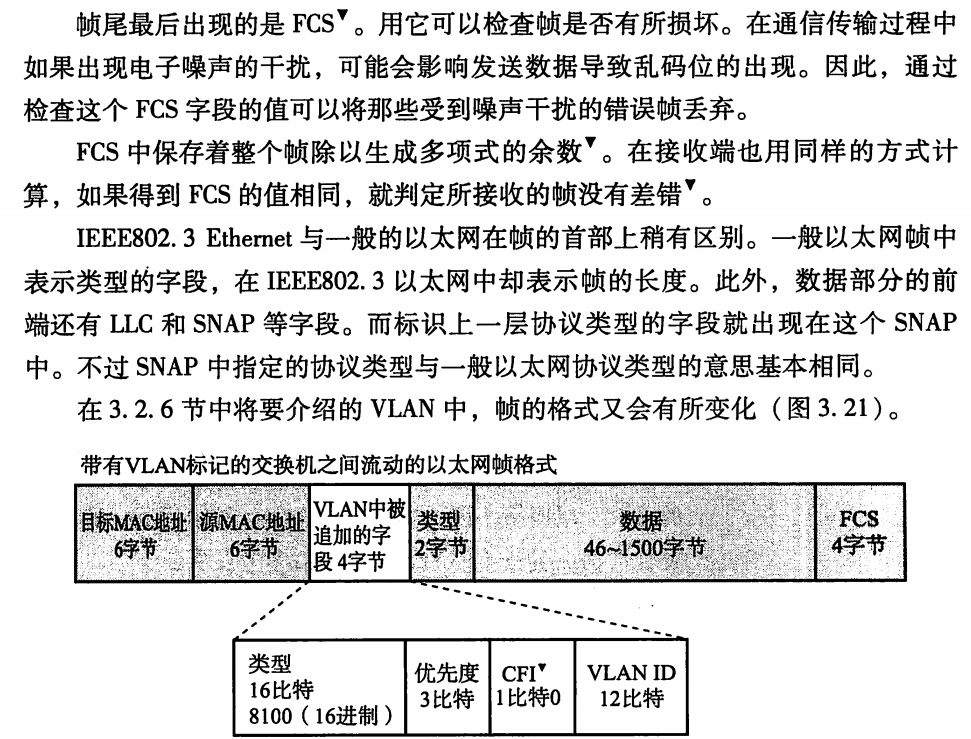 帧尾最后出现的是 FCS▼。用它可以检查帧是否有所损坏。在通信传输过程中
如果出现电子噪声的干扰，可能会影响发送数据导致乱码位的出现。因此，通过
检查这个 FCS 字段的值可以将那些受到噪声干扰的错误帧丢弃。
FCS 中保存着整个帧除以生成多项式的余数▼。在接收端也用同样的方式计
算，如果得到 FCS 的值相同，就判定所接收的帧没有差错▼。
IEEE802.3 Ethernet 与一般的以太网在帧的首部上稍有区别。一般以太网帧中
表示类型的字段，在 IEEE802.3 以太网中却表示帧的长度。此外，数据部分的前
端还有 LLC 和 SNAP 等字段。而标识上一层协议类型的字段就出现在这个 SNAP
中。不过 SNAP 中指定的协议类型与一般以太网协议类型的意思基本相同。
在 3.2.6 节中将要介绍的 VLAN 中，帧的格式又会有所变化（图 3.21）。
带有VLAN标记的交换机之间流动的以太网帧格式
目标MAC地址
6字节
源MAC地址
6字节
VLAN中被
追加的字
段 4字节
类型
2字节
数据
46~1500字节
FCS
4字节
类型
16比特
8100（16进制）
优先度
3比特
CFI▼
1比特0
VLAN ID
12比特